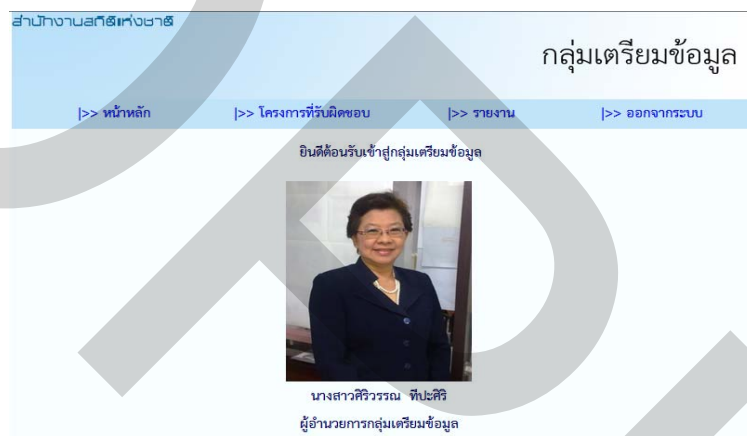 สำนักงานสถิติแห่งชาติ
กลุ่มเตรียมข้อมูล
|>> หน้าหลัก |>> โครงการที่รับผิดชอบ |>> รายงาน |>> ออกจากระบบ
ยินดีต้อนรับเข้าสู่กลุ่มเตรียมข้อมูล
นางสาวศิริวรรณ ทีปะศิริ
ผู้อำนวยการกลุ่มเตรียมข้อมูล